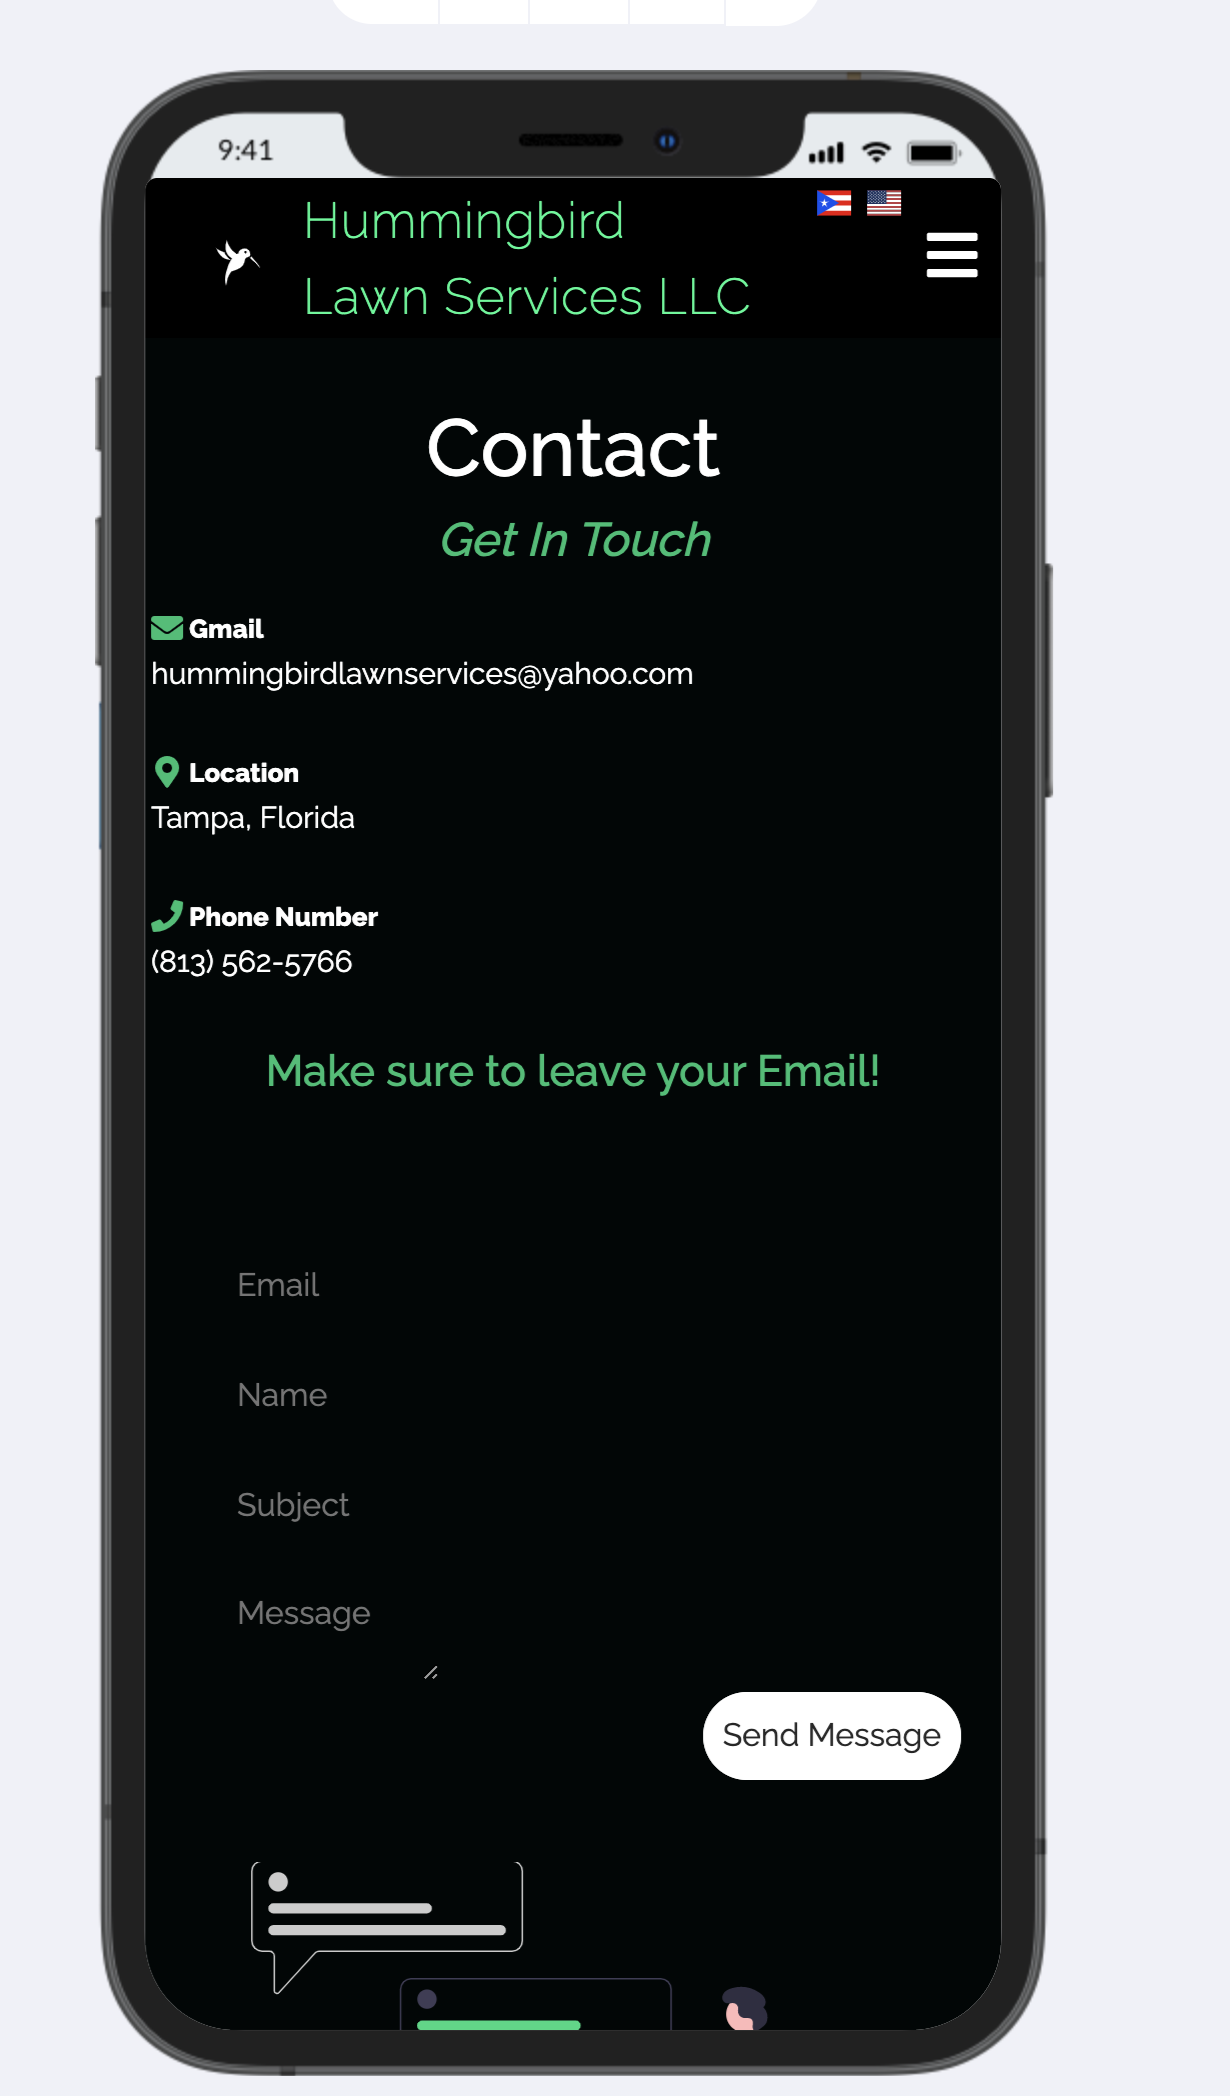 9:41
Hummingbird
Lawn Services LLC
Contact
Get In Touch
Gmail
hummingbirdlawnservices@yahoo.com
Location
Tampa, Florida
Phone Number
(813) 562-5766
Make sure to leave your Email!
Email
Name
Subject
Message
Send Message